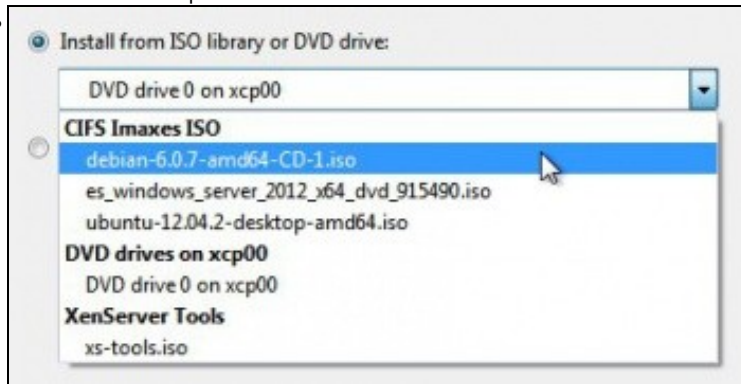 Install from ISO library or DVD drive:
DVD drive 0 on xcp00
CIFS Imaxes ISO
debian-6.0.7-amd64-CD-1.iso
es_windows_server_2012_x64_dvd_915490.iso
ubuntu-12.04.2-desktop-amd64.iso
DVD drives on xcp00
DVD drive 0 on xcp00
XenServer Tools
xs-tools.iso